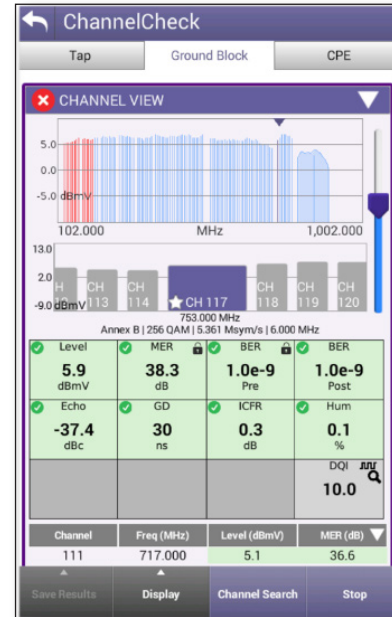 ChannelCheck
Tap Ground Block CPE
CHANNEL VIEW
5.0
0.0
-5.0 dBmV
102.000 MHz 1,002.000
13.0
2.0
-9.0 dBmV
CH 113 CH 114 CH 117 CH 118 CH 119 CH 120
753.000 MHz
Annex B | 256 QAM | 5.361 Msym/s | 6.000 MHz
Level MER BER BER
5.9 38.3 1.0e-9 1.0e-9
dBmV dB Pre Post
Echo GD ICFR Hum
-37.4 30 0.3 0.1
dBc ns dB %
DQI
10.0
Channel Freq (MHz) Level (dBmV) MER (dB)
111 717.000 5.1 36.6
Save Results Display Channel Search Stop